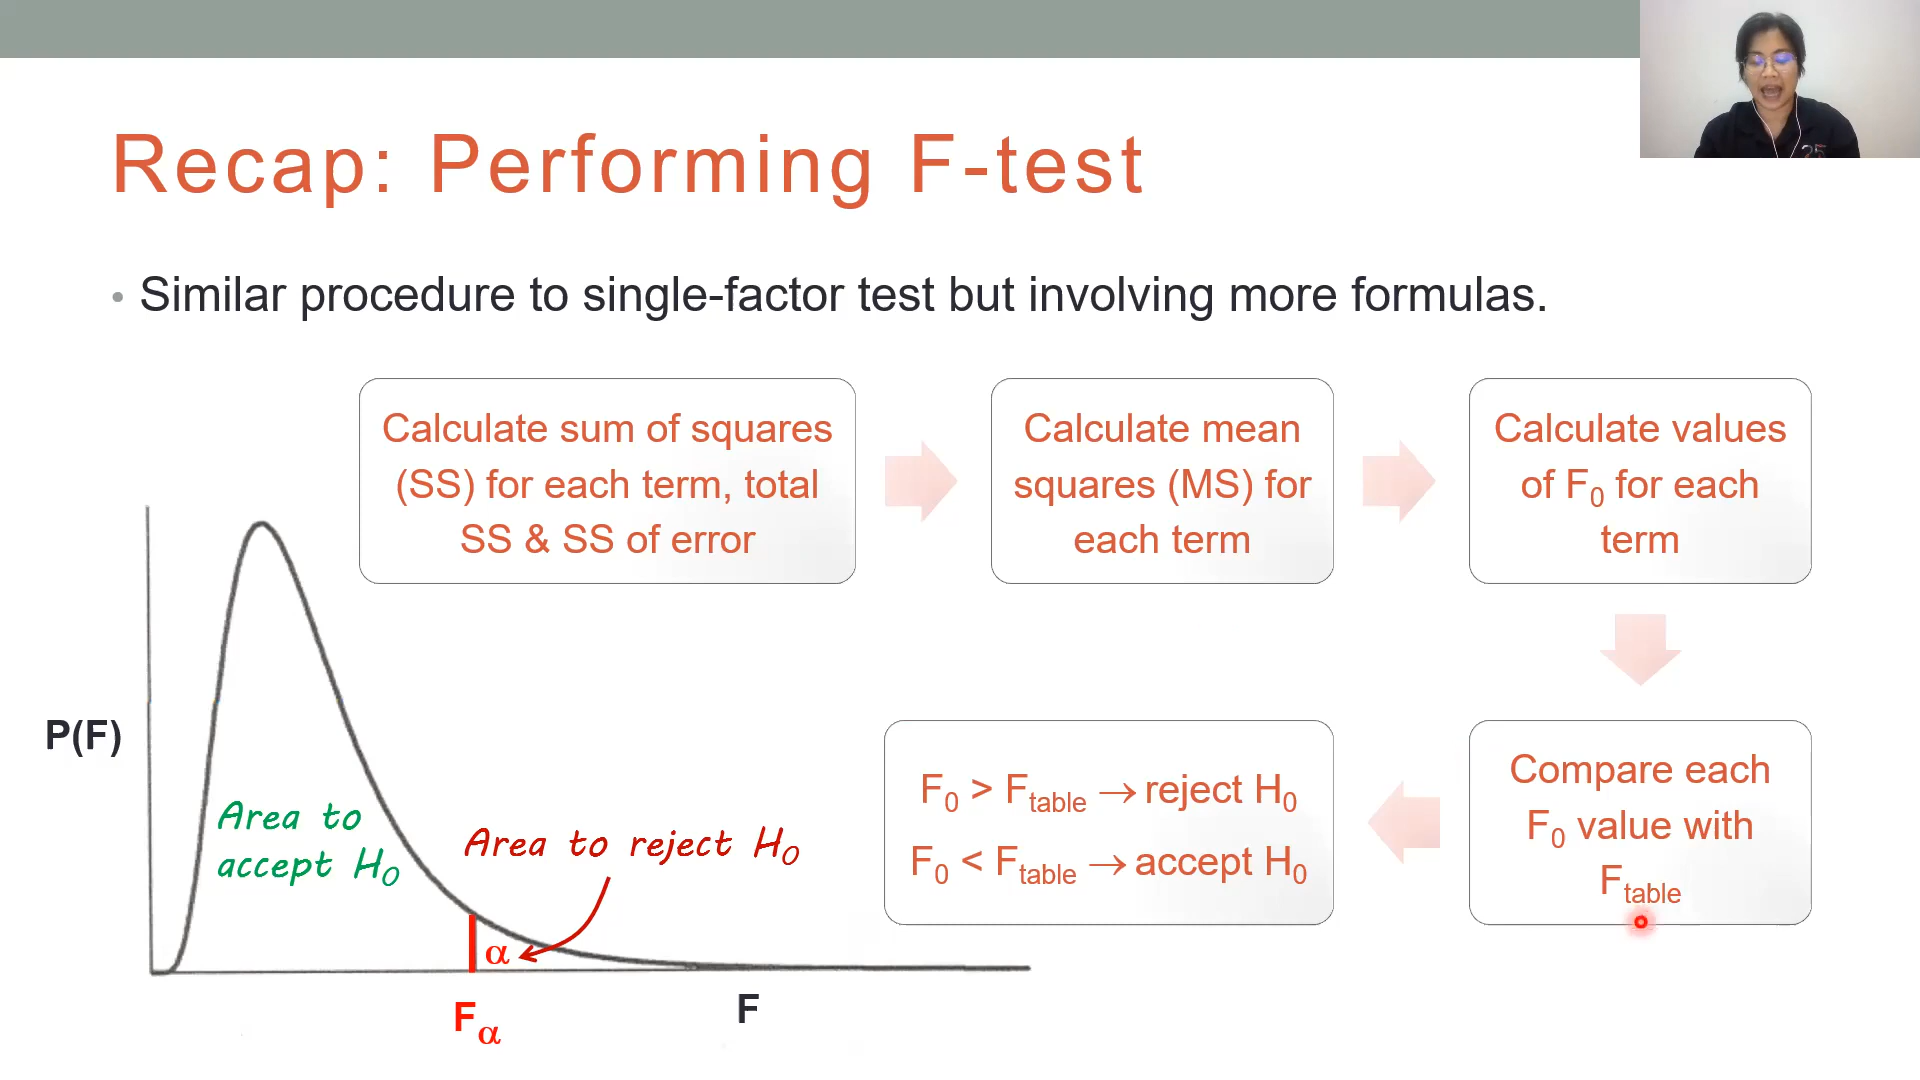 Recap: Performing F-test
• Similar procedure to single-factor test but involving more formulas.
Calculate sum of squares
(SS) for each term, total
SS & SS of error
Calculate mean
squares (MS) for
each term
Calculate values
of F0 for each
term
Compare each
F0 value with
Ftable
F0 > Ftable → reject H0
F0 < Ftable → accept H0
P(F)
Area to
accept H0
Area to reject H0
α
Fα
F